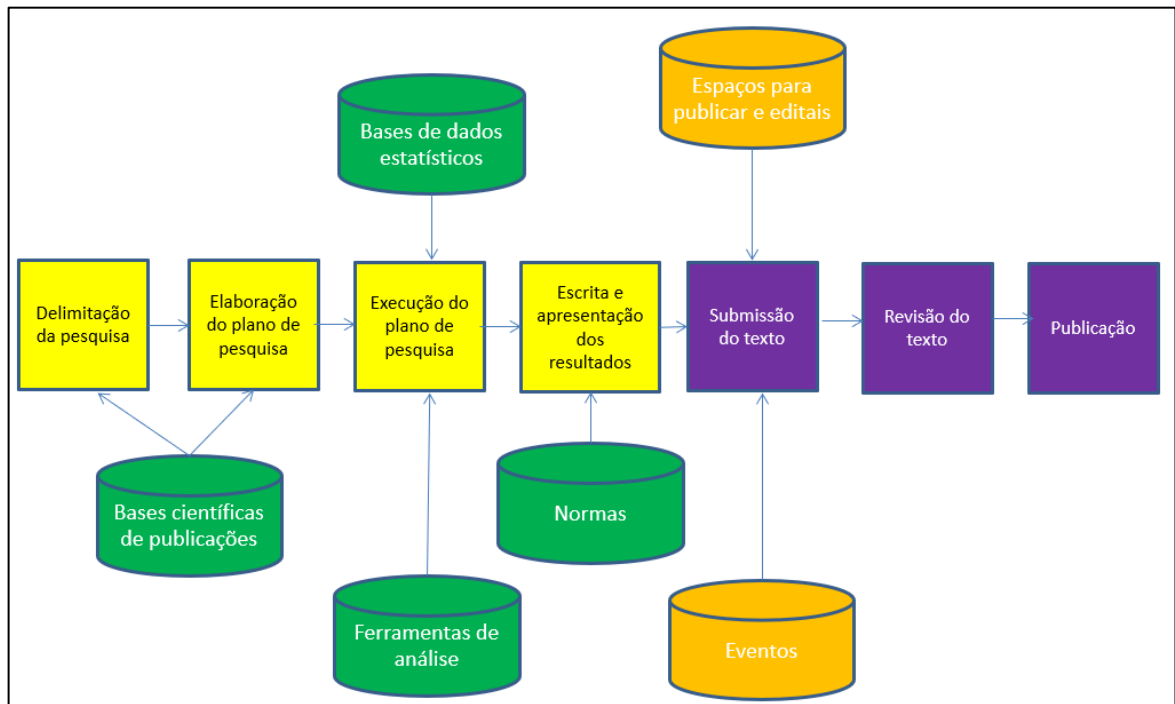 Espaços para
publicar e editais
Bases de dados
estatísticos
Delimitação
da pesquisa
Elaboração
do plano de
pesquisa
Execução do
plano de
pesquisa
Escrita e
apresentação
dos
resultados
Submissão
do texto
Revisão do
texto
Publicação
Bases científicas
de publicações
Normas
Ferramentas de
análise
Eventos